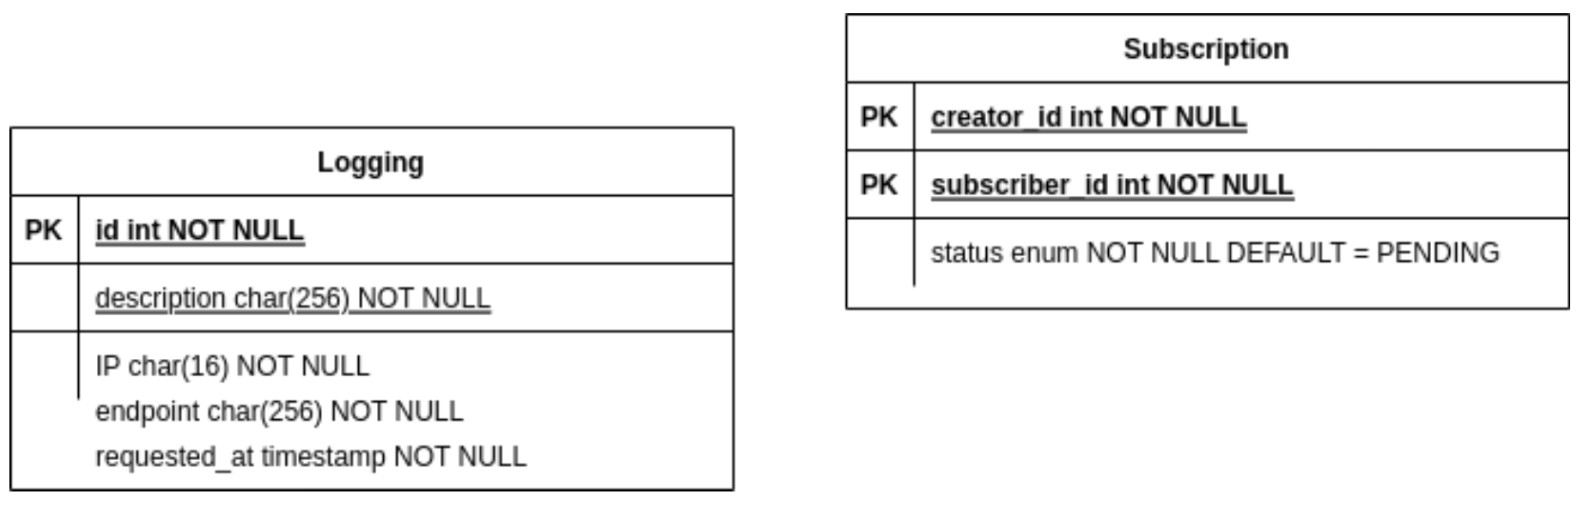 Logging
PK id int NOT NULL
description char(256) NOT NULL
IP char(16) NOT NULL
endpoint char(256) NOT NULL
requested_at timestamp NOT NULL
Subscription
PK creator_id int NOT NULL
PK subscriber_id int NOT NULL
status enum NOT NULL DEFAULT = PENDING